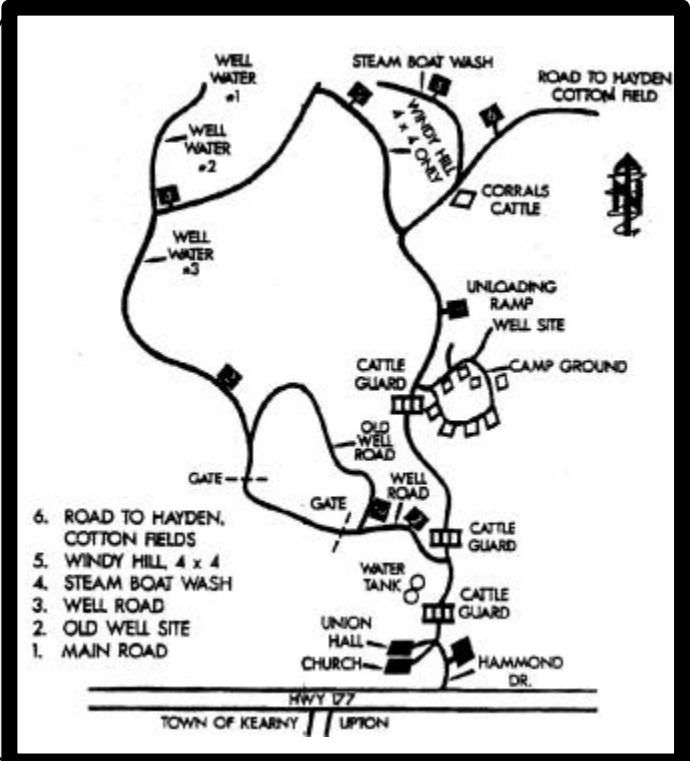 WELL
WATER
#1
STEAM BOAT WASH
ROAD TO HAYDEN
COTTON FIELD
WELL
WATER
#2
WINDY HILL
4 x 4 ONLY
CORRALS
CATTLE
WELL
WATER
#3
UNLOADING
RAMP
WELL SITE
CATTLE
GUARD
CAMP GROUND
OLD
WELL
ROAD
GATE
GATE
WELL
ROAD
CATTLE
GUARD
6. ROAD TO HAYDEN,
COTTON FIELDS
5. WINDY HILL, 4 x 4
4. STEAM BOAT WASH
3. WELL ROAD
2. OLD WELL SITE
1. MAIN ROAD
WATER
TANK
CATTLE
GUARD
UNION
HALL
CHURCH
HAMMOND
DR.
HWY 177
TOWN OF KEARNY
UPTON